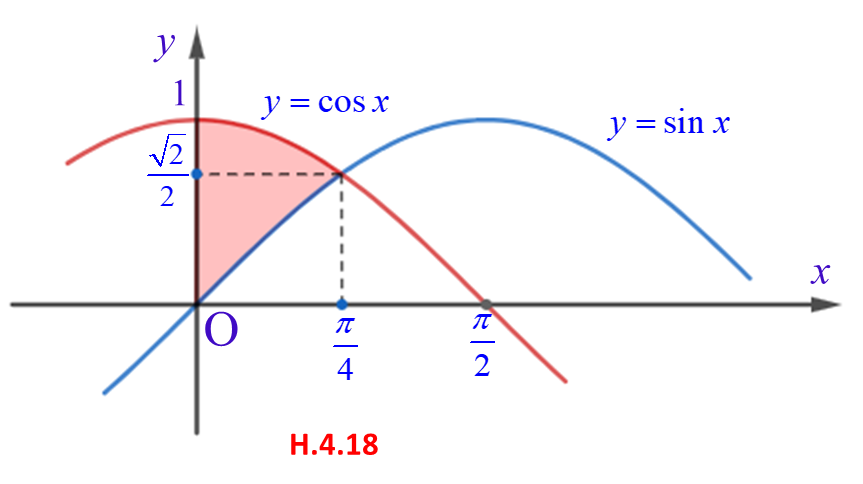 y
1
y = cos x
y = sin x
√2/2
x
O
π/4
π/2
H.4.18